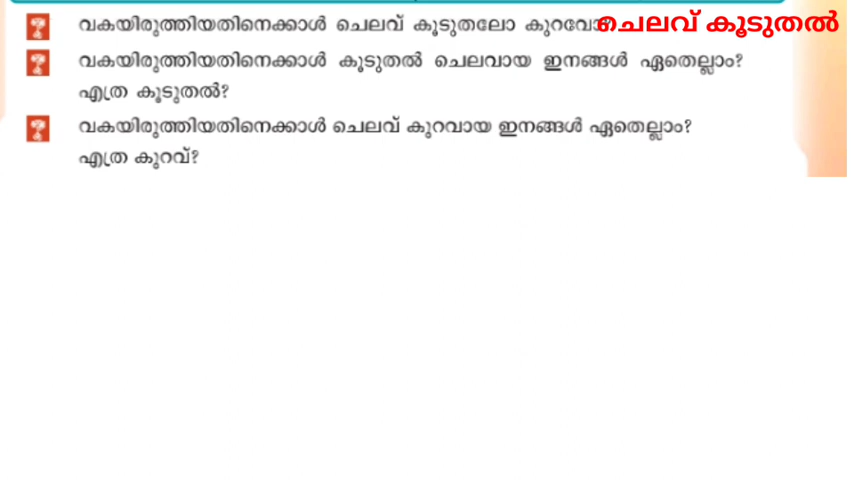 വകയിരുത്തിയതിനെക്കാൾ ചെലവ് കൂടുതലോ കുറവോ? ചെലവ് കൂടുതൽ
വകയിരുത്തിയതിനെക്കാൾ കൂടുതൽ ചെലവായ ഇനങ്ങൾ ഏതെല്ലാം?
എത്ര കൂടുതൽ?
വകയിരുത്തിയതിനെക്കാൾ ചെലവ് കുറവായ ഇനങ്ങൾ ഏതെല്ലാം?
എത്ര കുറവ്?